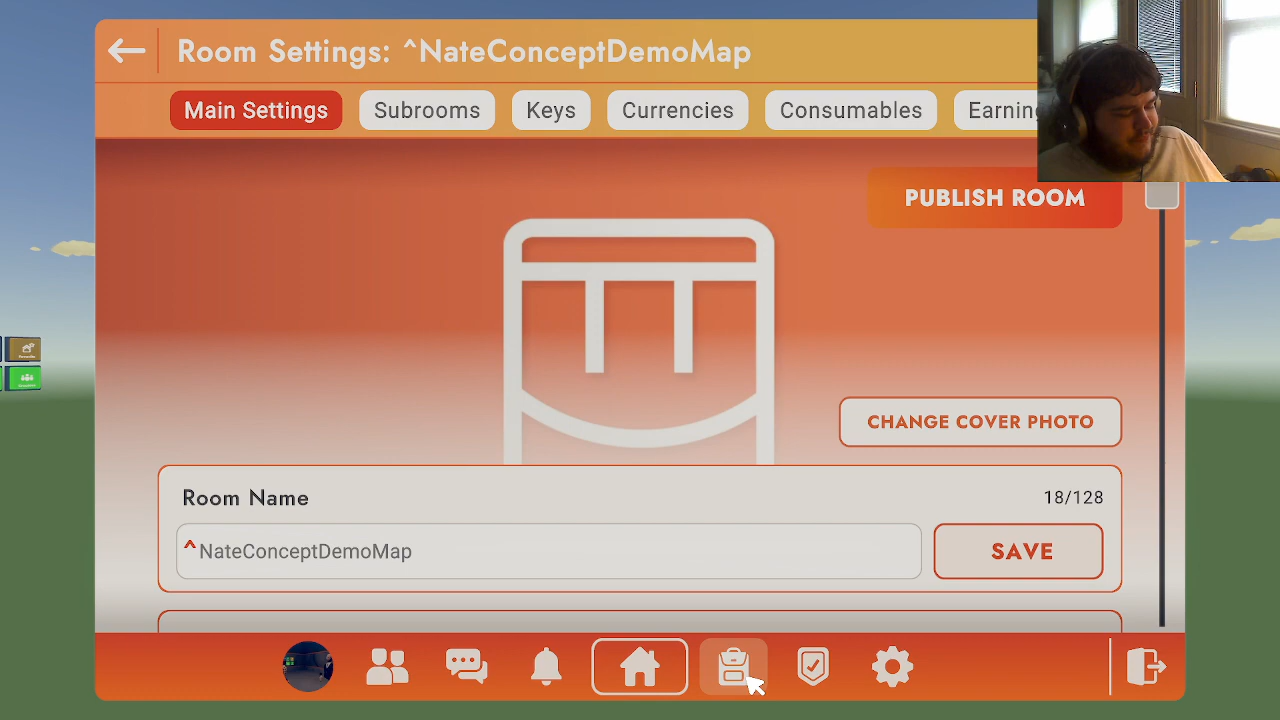 Room Settings: ^NateConceptDemoMap
Main Settings
Subrooms
Keys
Currencies
Consumables
Earnin
PUBLISH ROOM
CHANGE COVER PHOTO
Room Name
18/128
^NateConceptDemoMap
SAVE